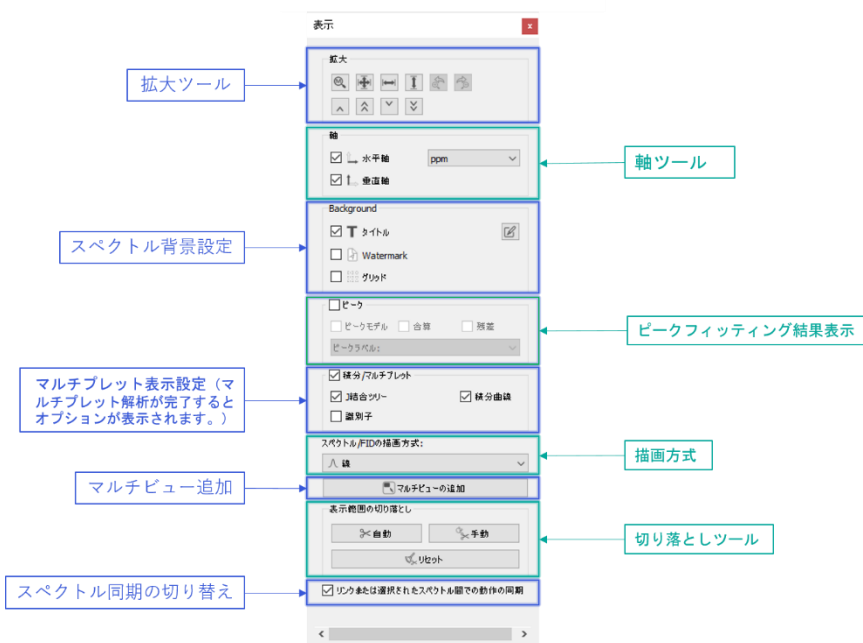 表示
x
拡大
拡大ツール
軸
水平軸
ppm
垂直軸
軸ツール
Background
T タイトル
Watermark
グリッド
スペクトル背景設定
ピーク
ピークモデル
合算
残差
ピークラベル:
ピークフィッティング結果表示
積分/マルチプレット
J結合ツリー
積分曲線
識別子
マルチプレット表示設定（マ
ルチプレット解析が完了すると
オプションが表示されます。）
スペクトル/FIDの描画方式:
線
描画方式
マルチビューの追加
マルチビュー追加
表示範囲の切り落とし
自動
手動
リセット
切り落としツール
リンクまたは選択されたスペクトル間での動作の同期
スペクトル同期の切り替え